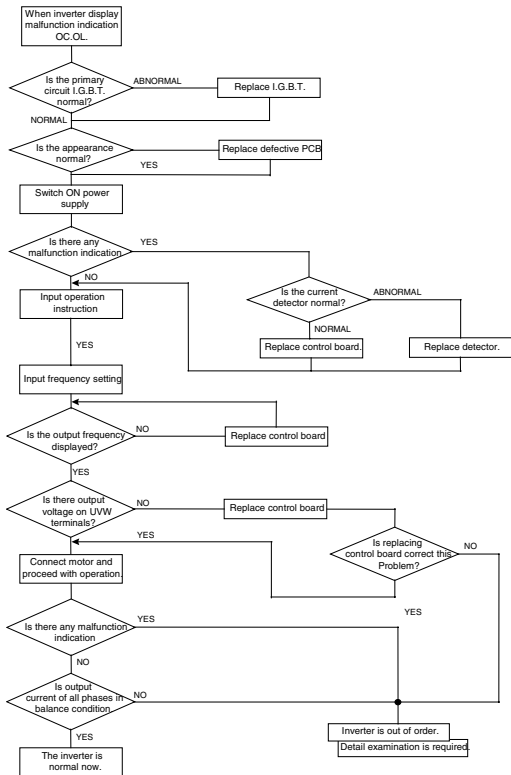 When inverter display
malfunction indication
OC.OL.
Is the primary
circuit I.G.B.T.
normal?
ABNORMAL
Replace I.G.B.T.
NORMAL
Is the appearance
normal?
Replace defective PCB
YES
Switch ON power
supply
Is there any
malfunction indication
YES
NO
Is the current
detector normal?
ABNORMAL
Input operation
instruction
NORMAL
Replace control board.
Replace detector.
YES
Input frequency setting
Is the output frequency
displayed?
NO
Replace control board
YES
Is there output
voltage on UVW
terminals?
NO
Replace control board
YES
Is replacing
control board correct this
Problem?
NO
Connect motor and
proceed with operation.
YES
Is there any malfunction
indication
YES
NO
Is output
current of all phases in
balance condition.
NO
Inverter is out of order.
Detail examination is required.
YES
The inverter is
normal now.